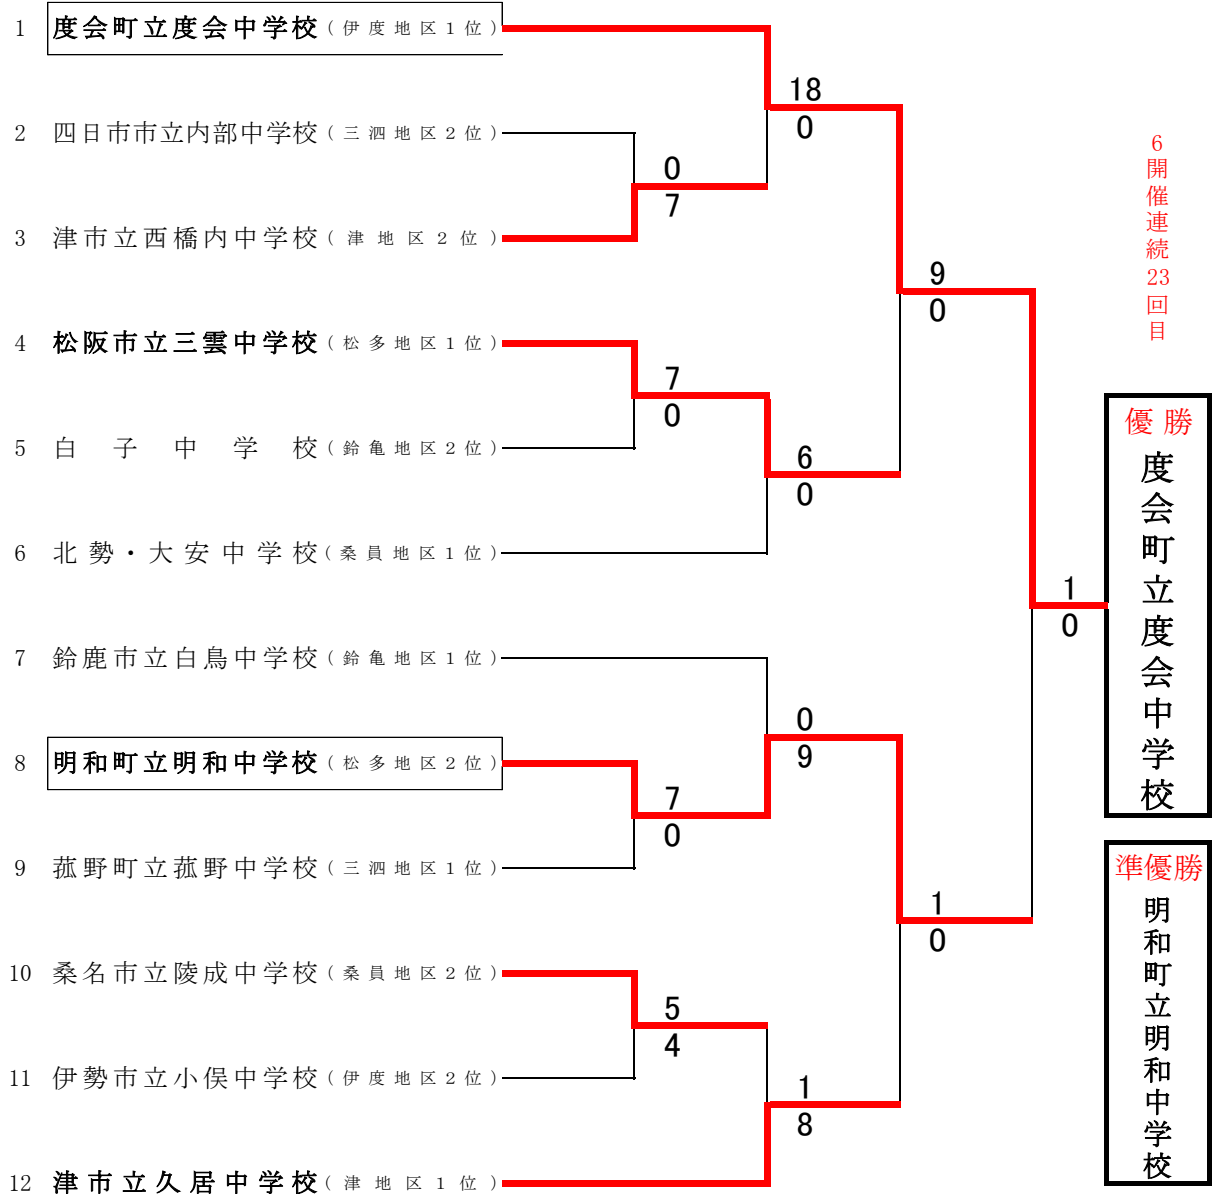 1 度会町立度会中学校(伊度地区1位)
18
0
2 四日市市立内部中学校(三泗地区2位)
0
7
3 津市立西橋内中学校(津地区2位)
9
0
4 松阪市立三雲中学校(松多地区1位)
7
0
5 白子中学校(鈴亀地区2位)
6
0
6 北勢・大安中学校(桑員地区1位)
1
0
7 鈴鹿市立白鳥中学校(鈴亀地区1位)
0
9
8 明和町立明和中学校(松多地区2位)
7
0
9 菰野町立菰野中学校(三泗地区1位)
1
0
10 桑名市立陵成中学校(桑員地区2位)
5
4
11 伊勢市立小俣中学校(伊度地区2位)
1
8
12 津市立久居中学校(津地区1位)
6開催連続23回目
優勝
度会町立度会中学校
準優勝
明和町立明和中学校